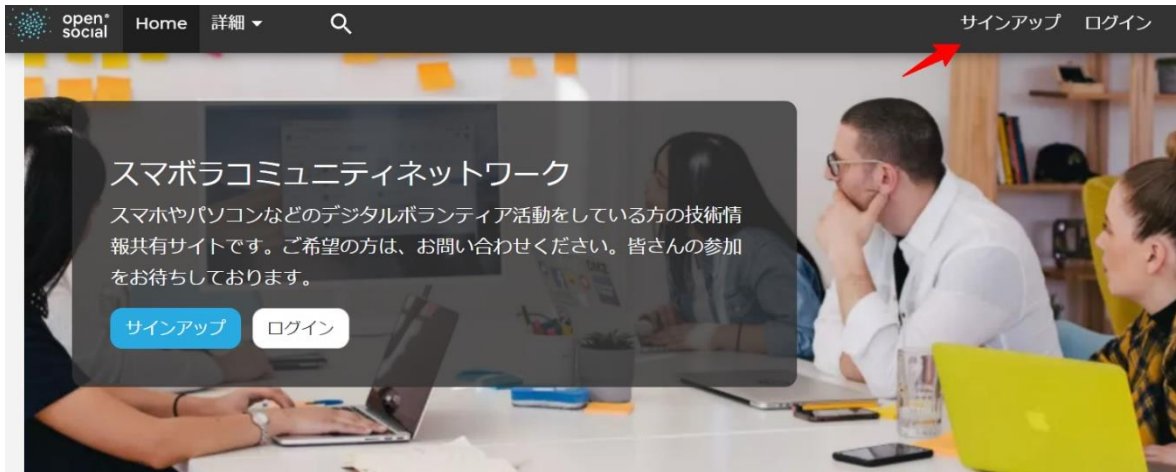 open*
social
Home
詳細
サインアップ
ログイン
スマボラコミュニティネットワーク
スマホやパソコンなどのデジタルボランティア活動をしている方の技術情
報共有サイトです。ご希望の方は、お問い合わせください。皆さんの参加
をお待ちしております。
サインアップ
ログイン